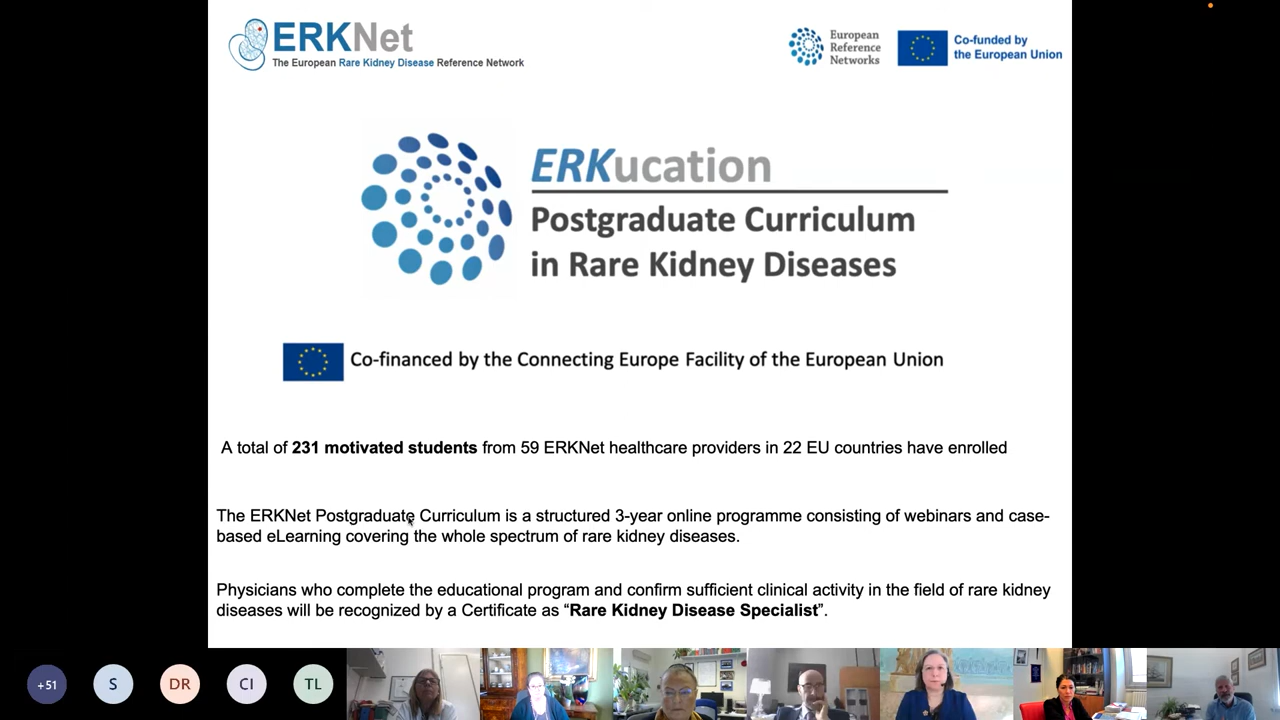 ERKNet
The European Rare Kidney Disease Reference Network
European
Reference
Networks
Co-funded by
the European Union
ERKucation
Postgraduate Curriculum
in Rare Kidney Diseases
Co-financed by the Connecting Europe Facility of the European Union
A total of 231 motivated students from 59 ERKNet healthcare providers in 22 EU countries have enrolled
The ERKNet Postgraduate Curriculum is a structured 3-year online programme consisting of webinars and case-
based eLearning covering the whole spectrum of rare kidney diseases.
Physicians who complete the educational program and confirm sufficient clinical activity in the field of rare kidney
diseases will be recognized by a Certificate as “Rare Kidney Disease Specialist”.
+51 S DR CI TL